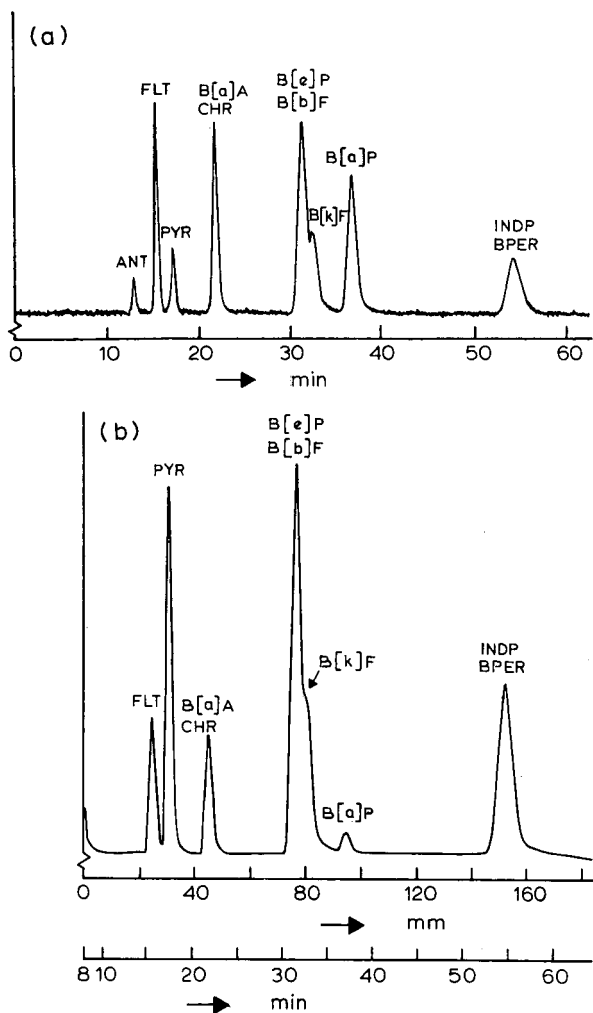 (a)
FLT
B[a]A
CHR
B[e]P
B[b]F
B[a]P
B[k]F
PYR
ANT
INDP
BPER
0 10 20 30 40 50 60
min
(b)
B[e]P
B[b]F
PYR
B[k]F
INDP
BPER
FLT
B[a]A
CHR
B[a]P
0 40 80 120 160
mm
8 10 20 30 40 50 60
min